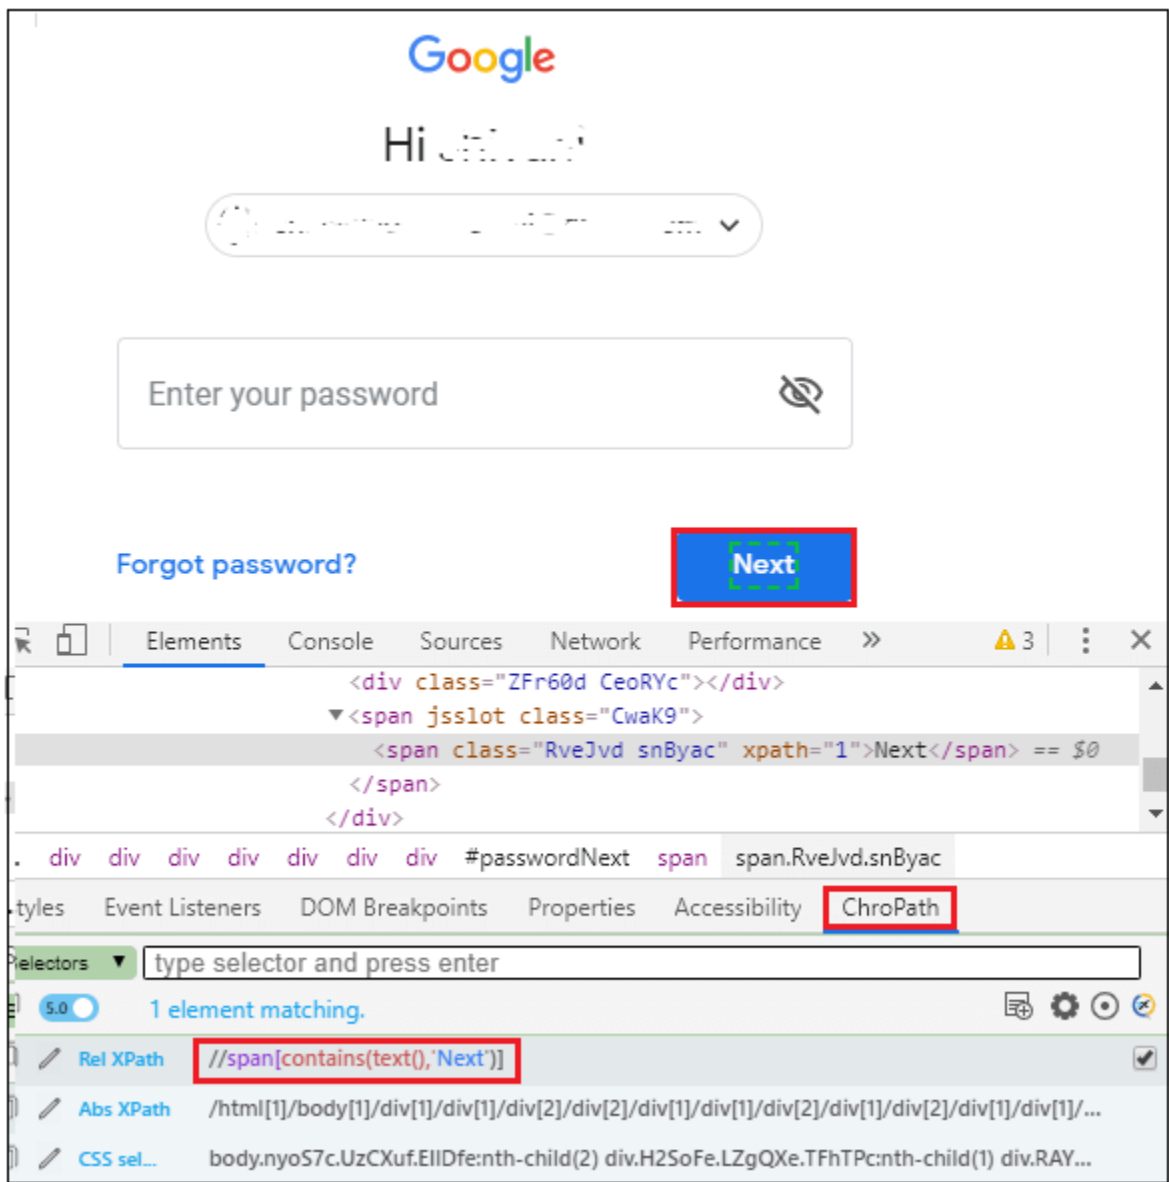 Google
Hi
Enter your password
Forgot password?
Next
Elements Console Sources Network Performance » 3
<div class="ZFr60d CeoRYc"></div>
▼<span jsslot class="CwaK9">
<span class="RveJvd snByac" xpath="1">Next</span> == $0
</span>
</div>
. div div div div div div div #passwordNext span span.RveJvd.snByac
tyles Event Listeners DOM Breakpoints Properties Accessibility ChroPath
electors ▼ type selector and press enter
5.0 1 element matching.
Rel XPath //span[contains(text(),'Next')]
Abs XPath /html[1]/body[1]/div[1]/div[1]/div[2]/div[2]/div[1]/div[1]/div[2]/div[1]/div[2]/div[1]/div[1]/...
CSS sel... body.nyoS7c.UzCXuf.EIIDfe:nth-child(2) div.H2SoFe.LZgQXe.TFhTPc:nth-child(1) div.RAY...